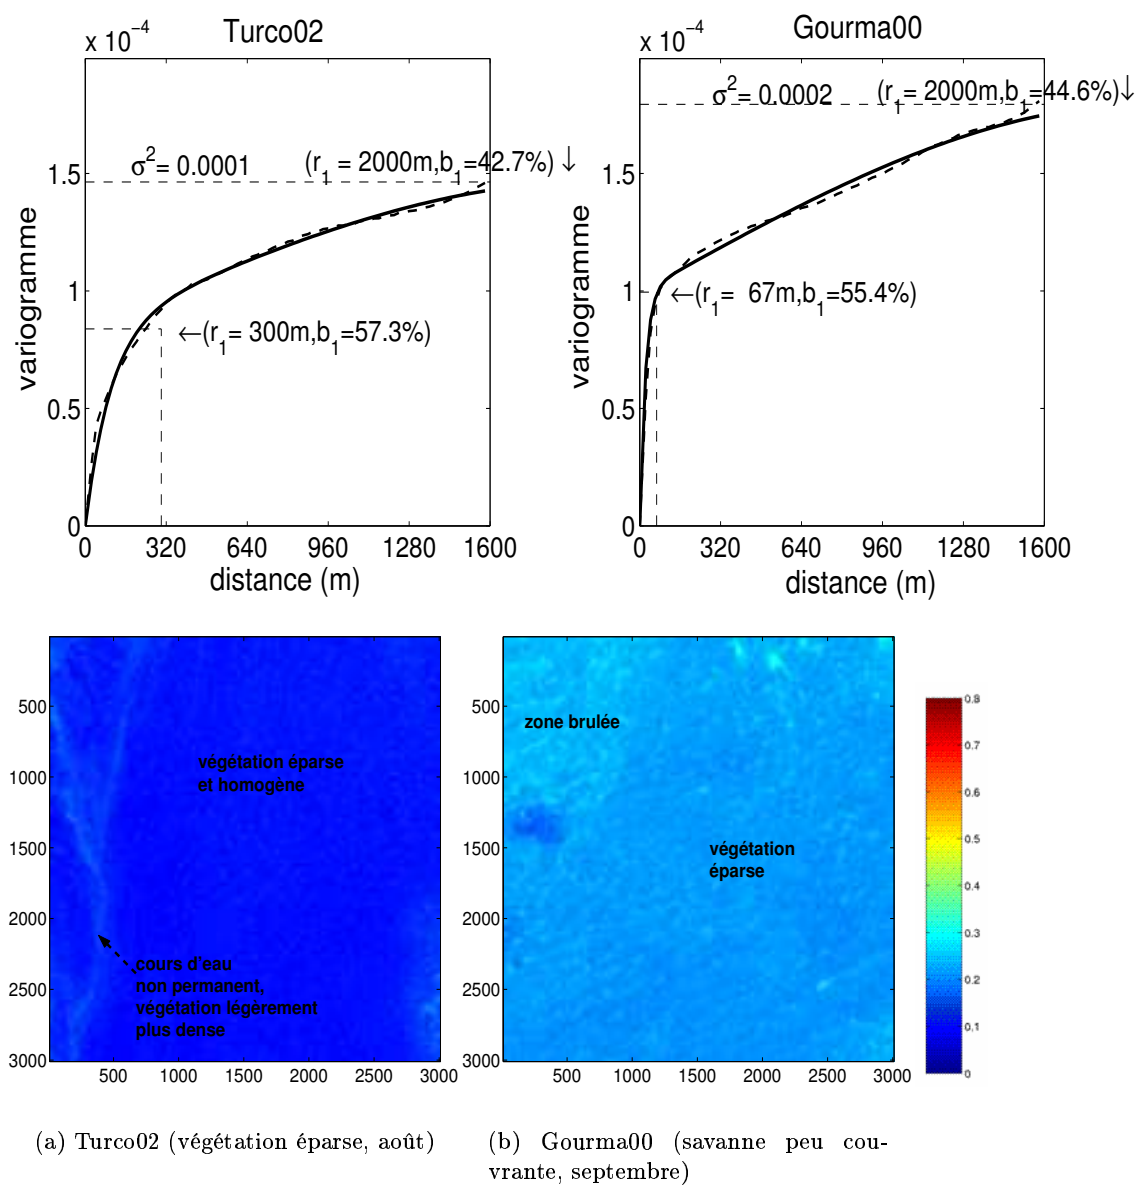 Turco02
x 10⁻⁴
σ²= 0.0001
(r₁ = 2000m,b₁=42.7%) ↓
←(r₁= 300m,b₁=57.3%)
1.5
1
0.5
0
variogramme
0 320 640 960 1280 1600
distance (m)
Gourma00
x 10⁻⁴
σ²= 0.0002
(r₁= 2000m,b₁=44.6%)↓
←(r₁= 67m,b₁=55.4%)
1.5
1
0.5
0
variogramme
0 320 640 960 1280 1600
distance (m)
500
1000
1500
2000
2500
3000
végétation éparse
et homogène
cours d'eau
non permanent,
végétation légèrement
plus dense
500 1000 1500 2000 2500 3000
500
1000
1500
2000
2500
3000
zone brulée
végétation
éparse
500 1000 1500 2000 2500 3000
0.8
0.7
0.6
0.5
0.4
0.3
0.2
0.1
0
(a) Turco02 (végétation éparse, août)
(b) Gourma00 (savanne peu cou-
vrante, septembre)